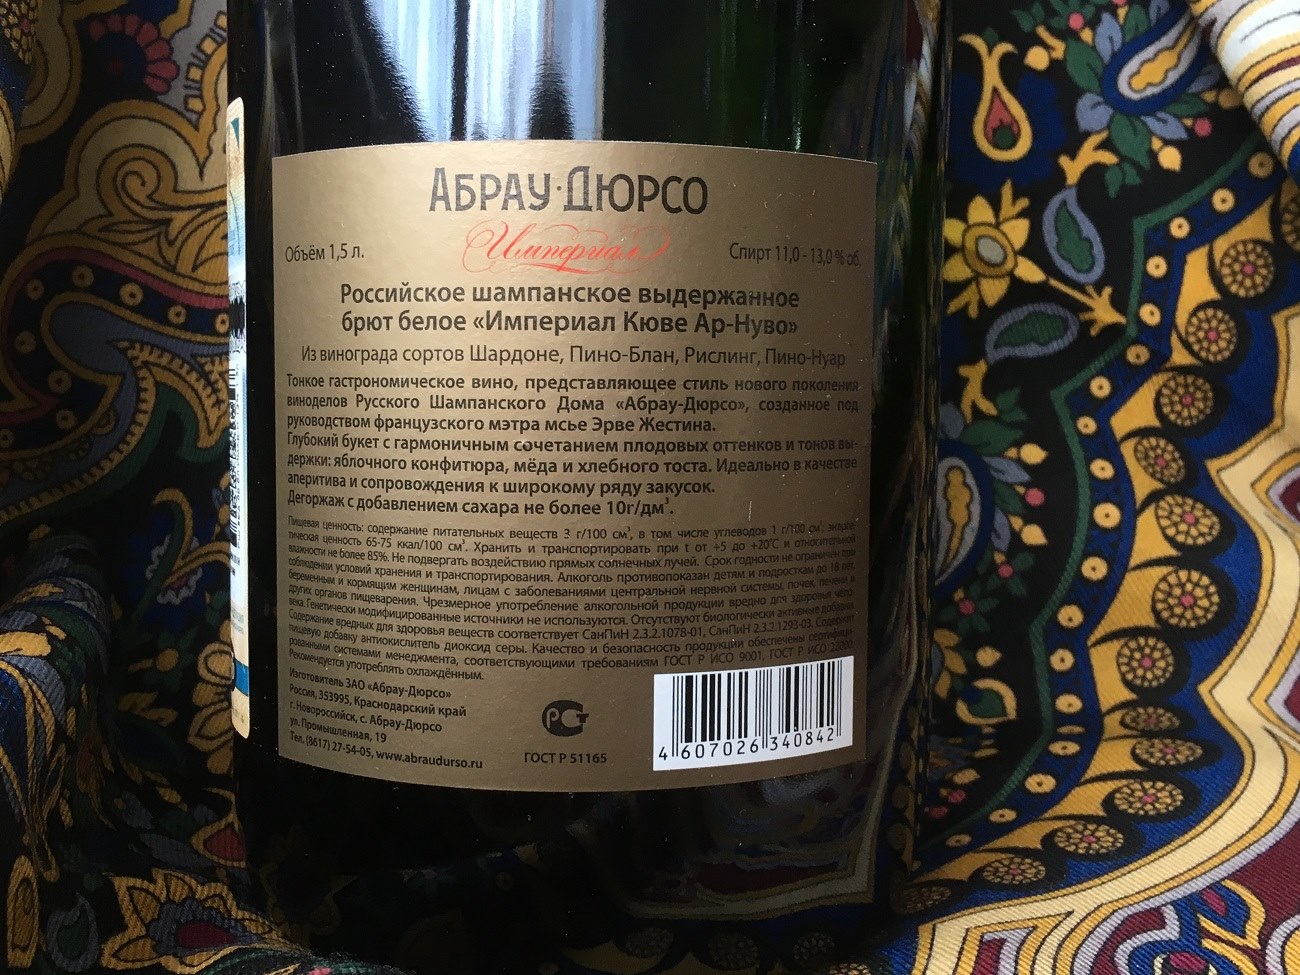 АБРАУ·ДЮРСО
Империал
Объём 1,5 л.
Спирт 11,0 - 13,0 % об.
Российское шампанское выдержанное
брют белое «Империал Кюве Ар-Нуво»
Из винограда сортов Шардоне, Пино-Блан, Рислинг, Пино-Нуар
Тонкое гастрономическое вино, представляющее стиль нового поколения
виноделов Русского Шампанского Дома «Абрау-Дюрсо», созданное под
руководством французского мэтра мсье Эрве Жестина.
Глубокий букет с гармоничным сочетанием плодовых оттенков и тонов вы-
держки: яблочного конфитюра, мёда и хлебного тоста. Идеально в качестве
аперитива и сопровождения к широкому ряду закусок.
Дегоржаж с добавлением сахара не более 10г/дм³.
Пищевая ценность: содержание питательных веществ 3 г/100 см³, в том числе углеводов 1 г/100 см³; энерге-
тическая ценность 65-75 ккал/100 см³. Хранить и транспортировать при t от +5 до +20°С и относительной
влажности не более 85%. Не подвергать воздействию прямых солнечных лучей. Срок годности не ограничен при
соблюдении условий хранения и транспортирования. Алкоголь противопоказан детям и подросткам до 18 лет,
беременным и кормящим женщинам, лицам с заболеваниями центральной нервной системы, почек, печени и
других органов пищеварения. Чрезмерное употребление алкогольной продукции вредно для здоровья чело-
века. Генетически модифицированные источники не используются. Отсутствуют биологически активные добавки.
Содержание вредных для здоровья веществ соответствует СанПиН 2.3.2.1078-01, СанПиН 2.3.2.1293-03. Содержит
пищевую добавку антиокислитель диоксид серы. Качество и безопасность продукции обеспечены сертифици-
рованными системами менеджмента, соответствующими требованиям ГОСТ Р ИСО 9001, ГОСТ Р ИСО 22000.
Рекомендуется употреблять охлаждённым.
Изготовитель ЗАО «Абрау-Дюрсо»
Россия, 353995, Краснодарский край
г. Новороссийск, с. Абрау-Дюрсо
ул. Промышленная, 19
Тел. (8617) 27-54-05, www.abraudurso.ru
ГОСТ Р 51165
4 607026 340842